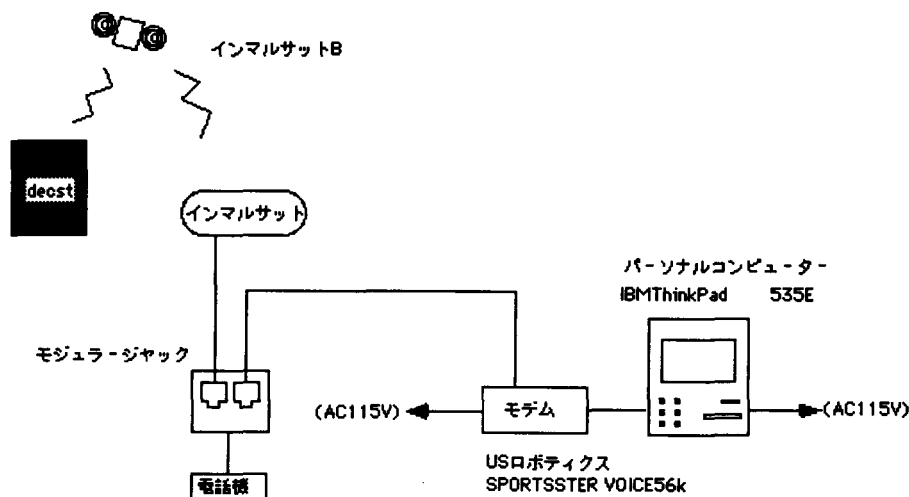 インマルサットB
deost
インマルサット
パーソナルコンピューター
IBMThinkPad 535E
モジュラージャック
(AC115V)
モデム
(AC115V)
USロボティクス
SPORTSSTER VOICE56k
電話機